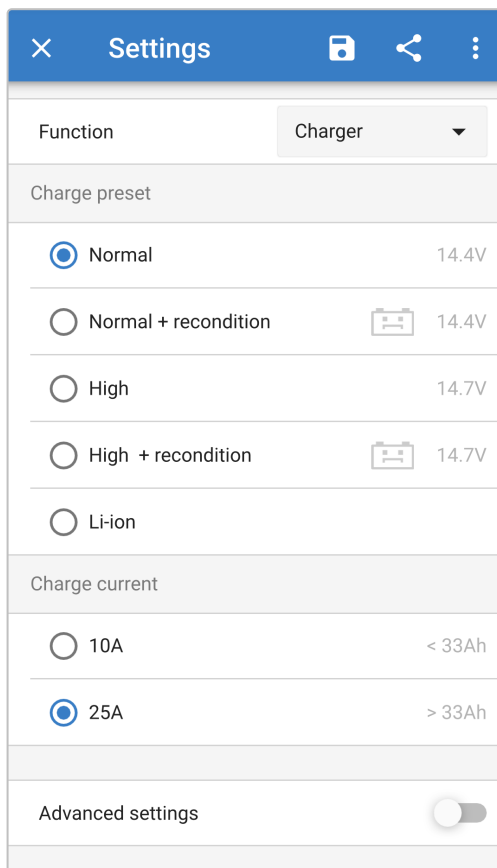 Settings
Function Charger
Charge preset
Normal 14.4V
Normal + recondition 14.4V
High 14.7V
High + recondition 14.7V
Li-ion
Charge current
10A < 33Ah
25A > 33Ah
Advanced settings